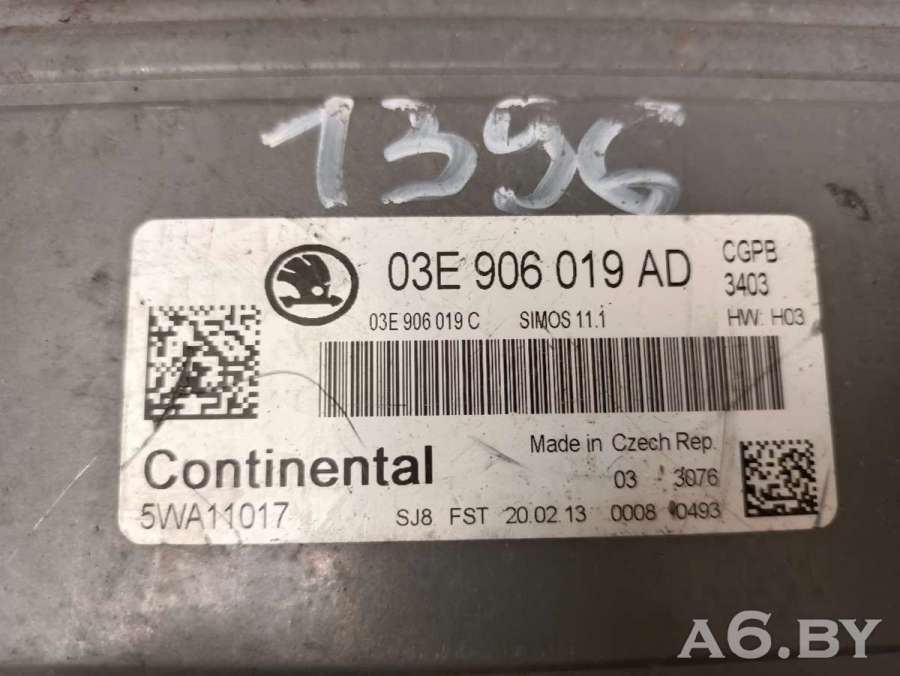 1396
03E 906 019 AD
CGPB
3403
03E 906 019 C SIMOS 11.1 HW: H03
Made in Czech Rep.
Continental
03 3076
5WA11017 SJ8 FST 20.02.13 0008 0493
A6.BY